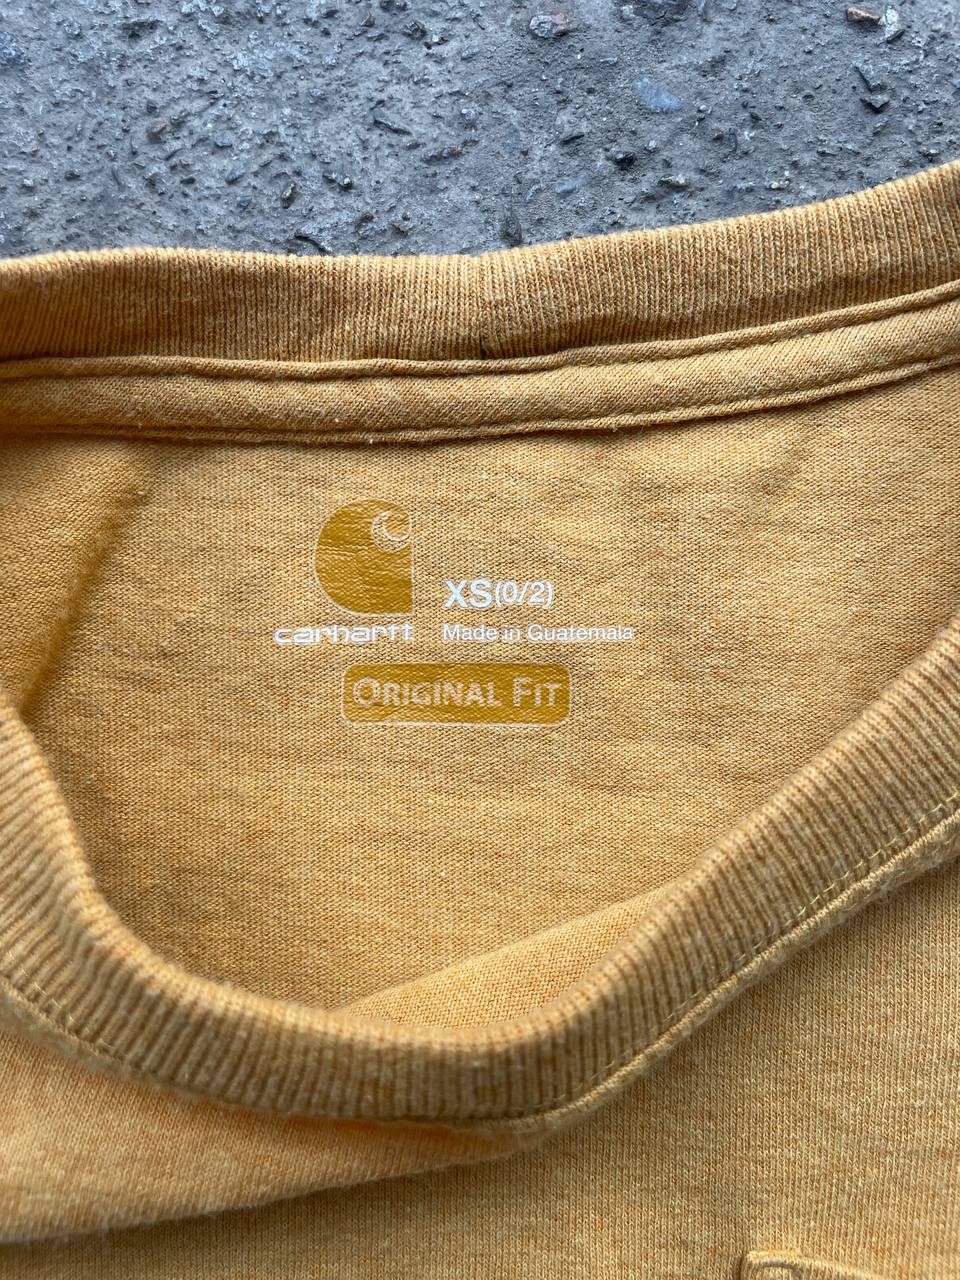 XS(0/2)
carhartt Made in Guatemala
ORIGINAL FIT